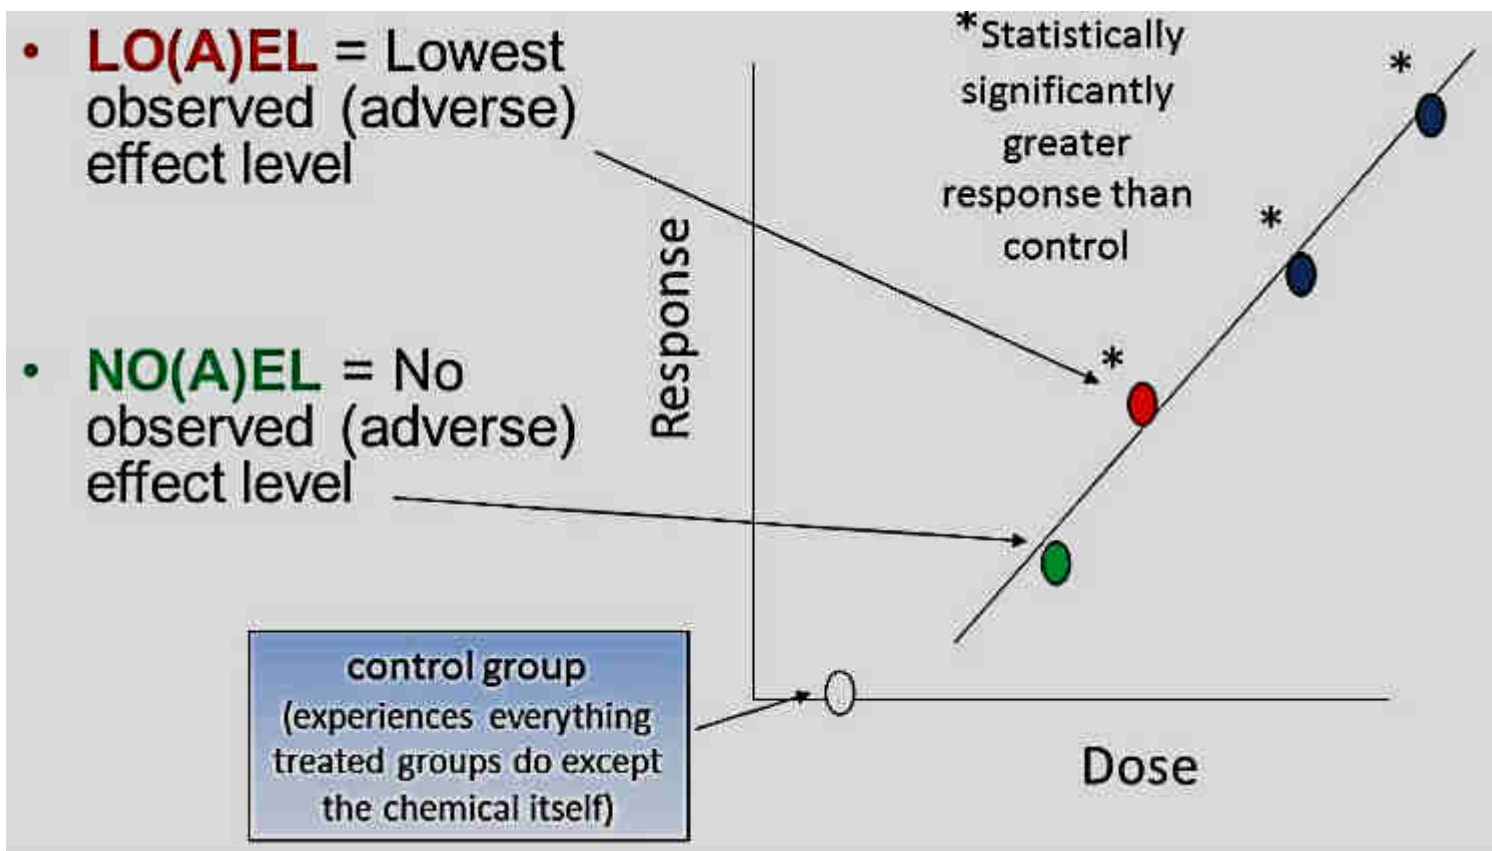 • LO(A)EL = Lowest
observed (adverse)
effect level
• NO(A)EL = No
observed (adverse)
effect level
*Statistically
significantly
greater
response than
control
*
*
*
Response
control group
(experiences everything
treated groups do except
the chemical itself)
Dose